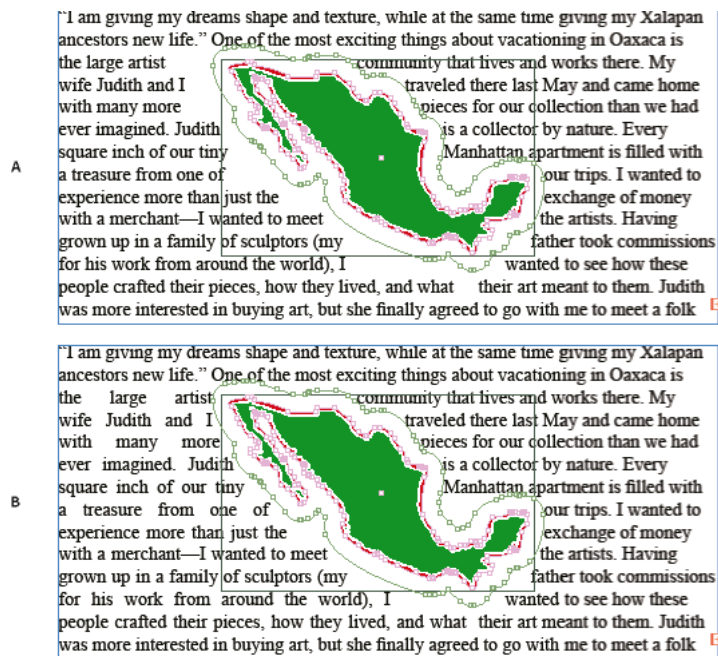 “I am giving my dreams shape and texture, while at the same time giving my Xalapan
ancestors new life.” One of the most exciting things about vacationing in Oaxaca is
the large artist community that lives and works there. My
wife Judith and I traveled there last May and came home
with many more pieces for our collection than we had
ever imagined. Judith is a collector by nature. Every
square inch of our tiny Manhattan apartment is filled with
A
a treasure from one of our trips. I wanted to
experience more than just the exchange of money
with a merchant—I wanted to meet the artists. Having
grown up in a family of sculptors (my father took commissions
for his work from around the world), I wanted to see how these
people crafted their pieces, how they lived, and what their art meant to them. Judith
was more interested in buying art, but she finally agreed to go with me to meet a folk
“I am giving my dreams shape and texture, while at the same time giving my Xalapan
ancestors new life.” One of the most exciting things about vacationing in Oaxaca is
the large artist community that lives and works there. My
wife Judith and I traveled there last May and came home
with many more pieces for our collection than we had
ever imagined. Judith is a collector by nature. Every
square inch of our tiny Manhattan apartment is filled with
B
a treasure from one of our trips. I wanted to
experience more than just the exchange of money
with a merchant—I wanted to meet the artists. Having
grown up in a family of sculptors (my father took commissions
for his work from around the world), I wanted to see how these
people crafted their pieces, how they lived, and what their art meant to them. Judith
was more interested in buying art, but she finally agreed to go with me to meet a folk